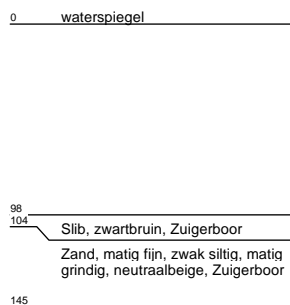 0 waterspiegel
98
104
Slib, zwartbruin, Zuigerboor
Zand, matig fijn, zwak siltig, matig
grindig, neutraalbeige, Zuigerboor
145